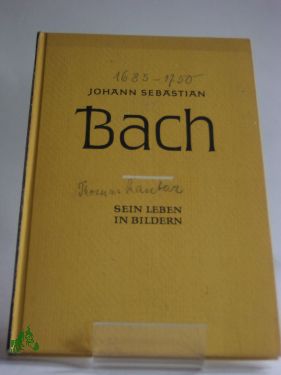 1685-1750
JOHANN SEBASTIAN
Bach
SEIN LEBEN
IN BILDERN